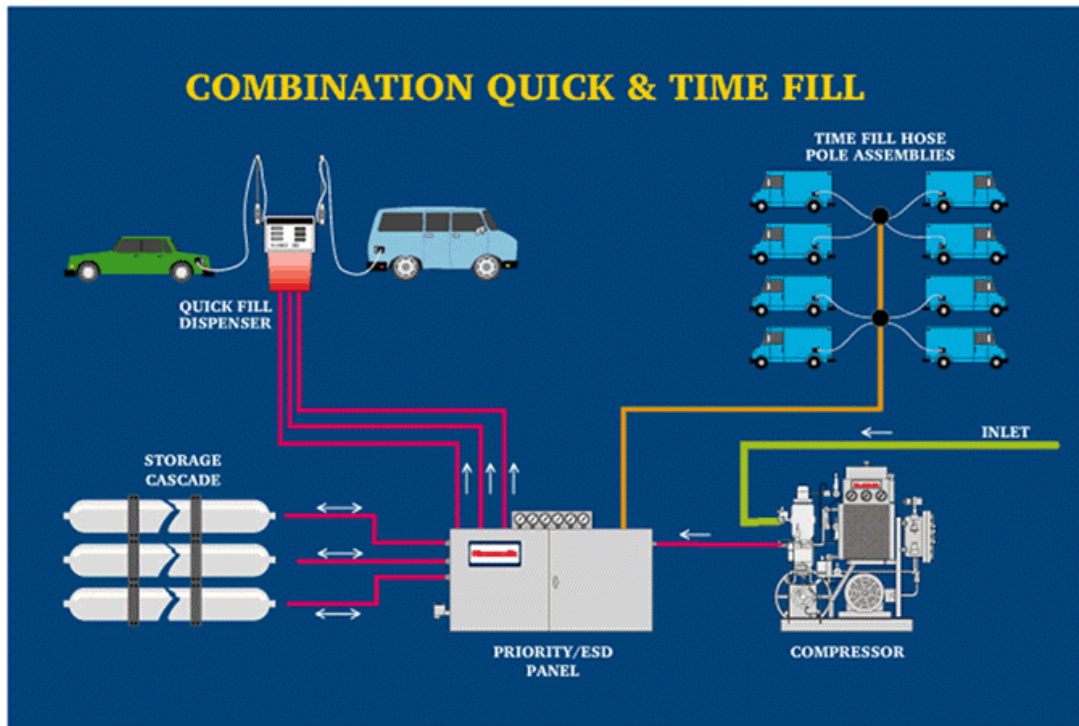 COMBINATION QUICK & TIME FILL
TIME FILL HOSE
POLE ASSEMBLIES
QUICK FILL
DISPENSER
INLET
STORAGE
CASCADE
PRIORITY/ESD
PANEL
COMPRESSOR